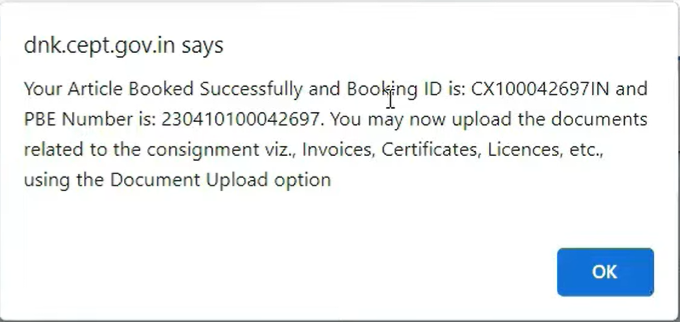 dnk.cept.gov.in says
Your Article Booked Successfully and Booking ID is: CX100042697IN and
PBE Number is: 230410100042697. You may now upload the documents
related to the consignment viz., Invoices, Certificates, Licences, etc.,
using the Document Upload option
OK